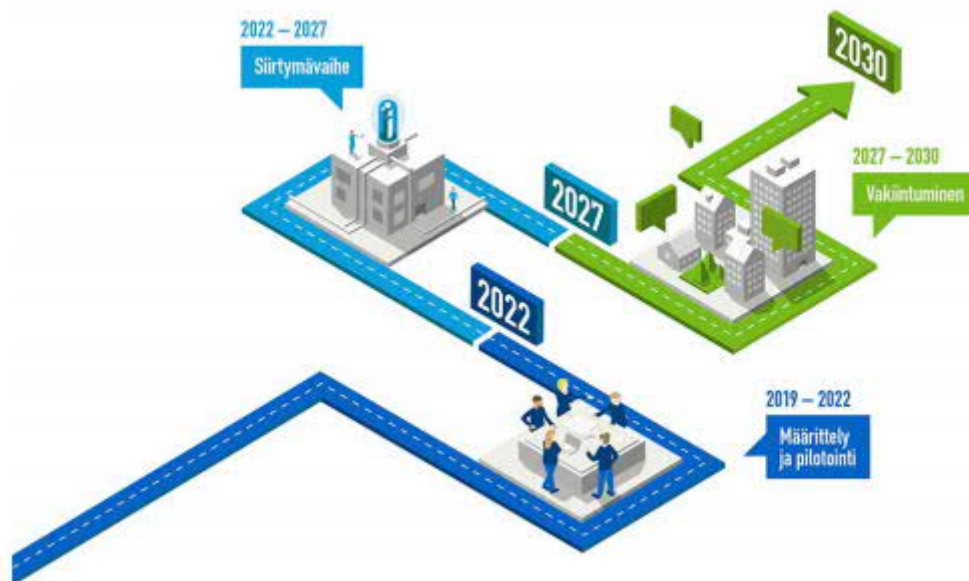 2022 – 2027
Siirtymävaihe
2030
2027 – 2030
Vakiintuminen
2027
2022
2019 – 2022
Määrittely
ja pilotointi